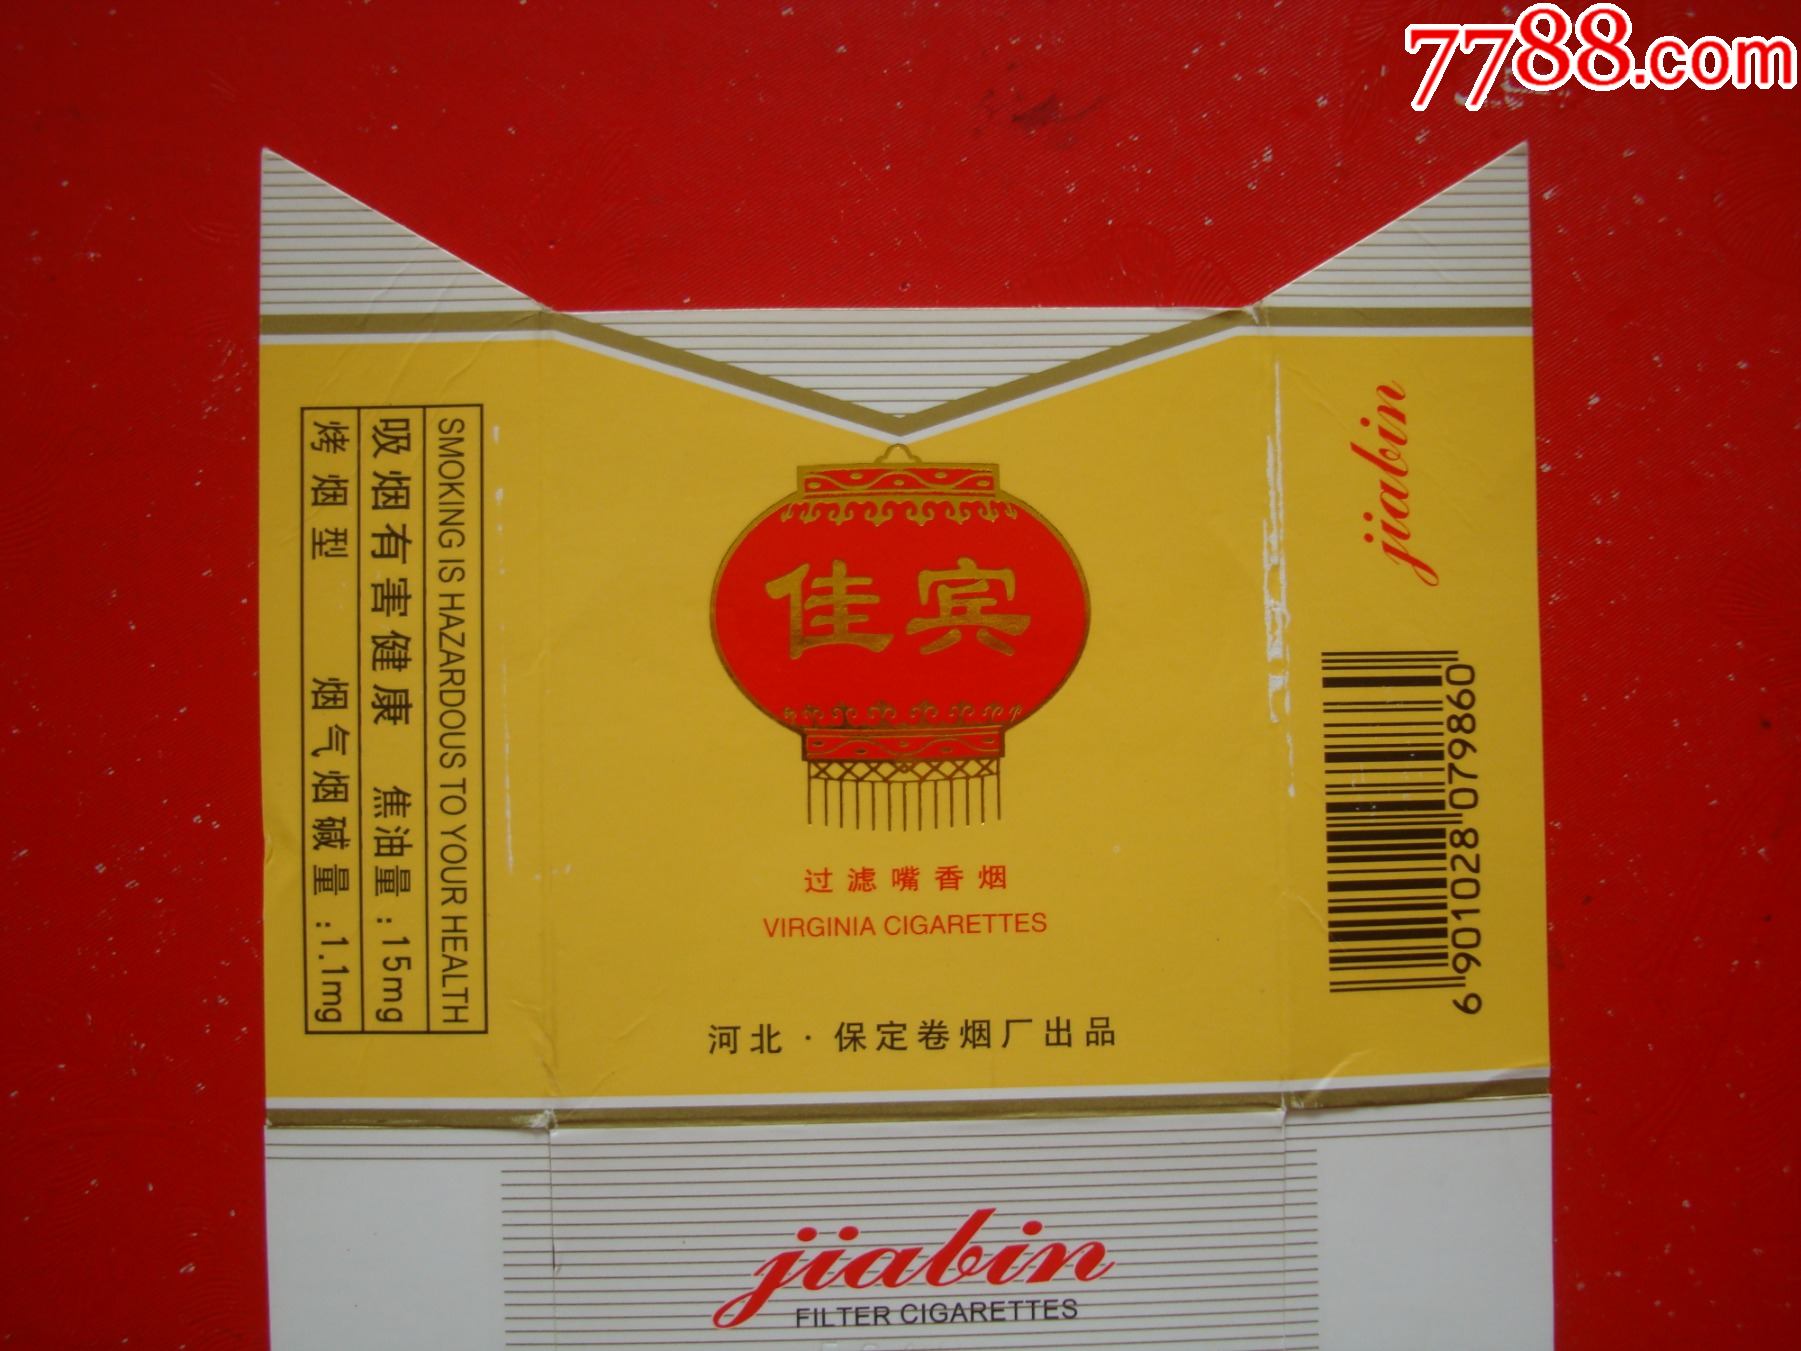 7788.com
SMOKING IS HAZARDOUS TO YOUR HEALTH
吸烟有害健康 焦油量:15mg
烤烟型 烟气烟碱量:1.1mg
佳宾
过滤嘴香烟
VIRGINIA CIGARETTES
河北·保定卷烟厂出品
jiabin
6901028079860
jiabin
FILTER CIGARETTES